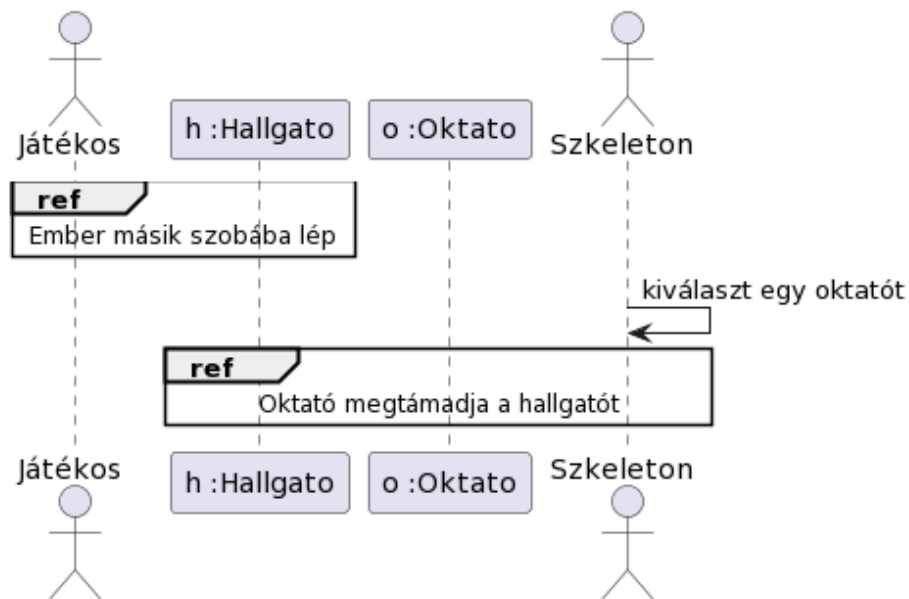 Játékos
h :Hallgato
o :Oktato
Szkeleton
ref
Ember másik szobába lép
kiválaszt egy oktatót
ref
Oktató megtámadja a hallgatót
Játékos
h :Hallgato
o :Oktato
Szkeleton